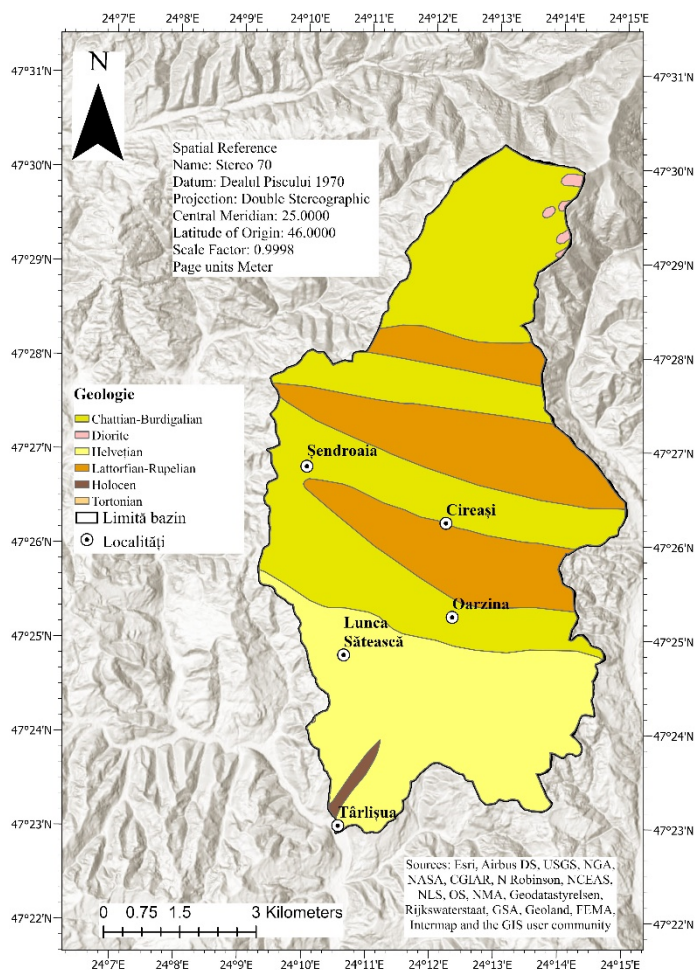 24°7'E 24°8'E 24°9'E 24°10'E 24°11'E 24°12'E 24°13'E 24°14'E 24°15'E
47°31'N 47°31'N
N
Spatial Reference
Name: Stereo 70
Datum: Dealul Piscului 1970
Projection: Double Stereographic
Central Meridian: 25.0000
Latitude of Origin: 46.0000
Scale Factor: 0.9998
Page units Meter
47°30'N 47°30'N
47°29'N 47°29'N
47°28'N 47°28'N
Geologie
Chattian-Burdigalian
Diorite
Helvețian
Lattorfian-Rupelian
Holocen
Tortonian
Limită bazin
Localități
47°27'N 47°27'N
Șendroaia
Cireași
47°26'N 47°26'N
Oarzina
Lunca
Sătească
47°25'N 47°25'N
47°24'N 47°24'N
Târlișua
47°23'N 47°23'N
Sources: Esri, Airbus DS, USGS, NGA,
NASA, CGIAR, N Robinson, NCEAS,
NLS, OS, NMA, Geodatastyrelsen,
Rijkswaterstaat, GSA, Geoland, FEMA,
Intermap and the GIS user community
47°22'N 47°22'N
0 0.75 1.5 3 Kilometers
24°7'E 24°8'E 24°9'E 24°10'E 24°11'E 24°12'E 24°13'E 24°14'E 24°15'E